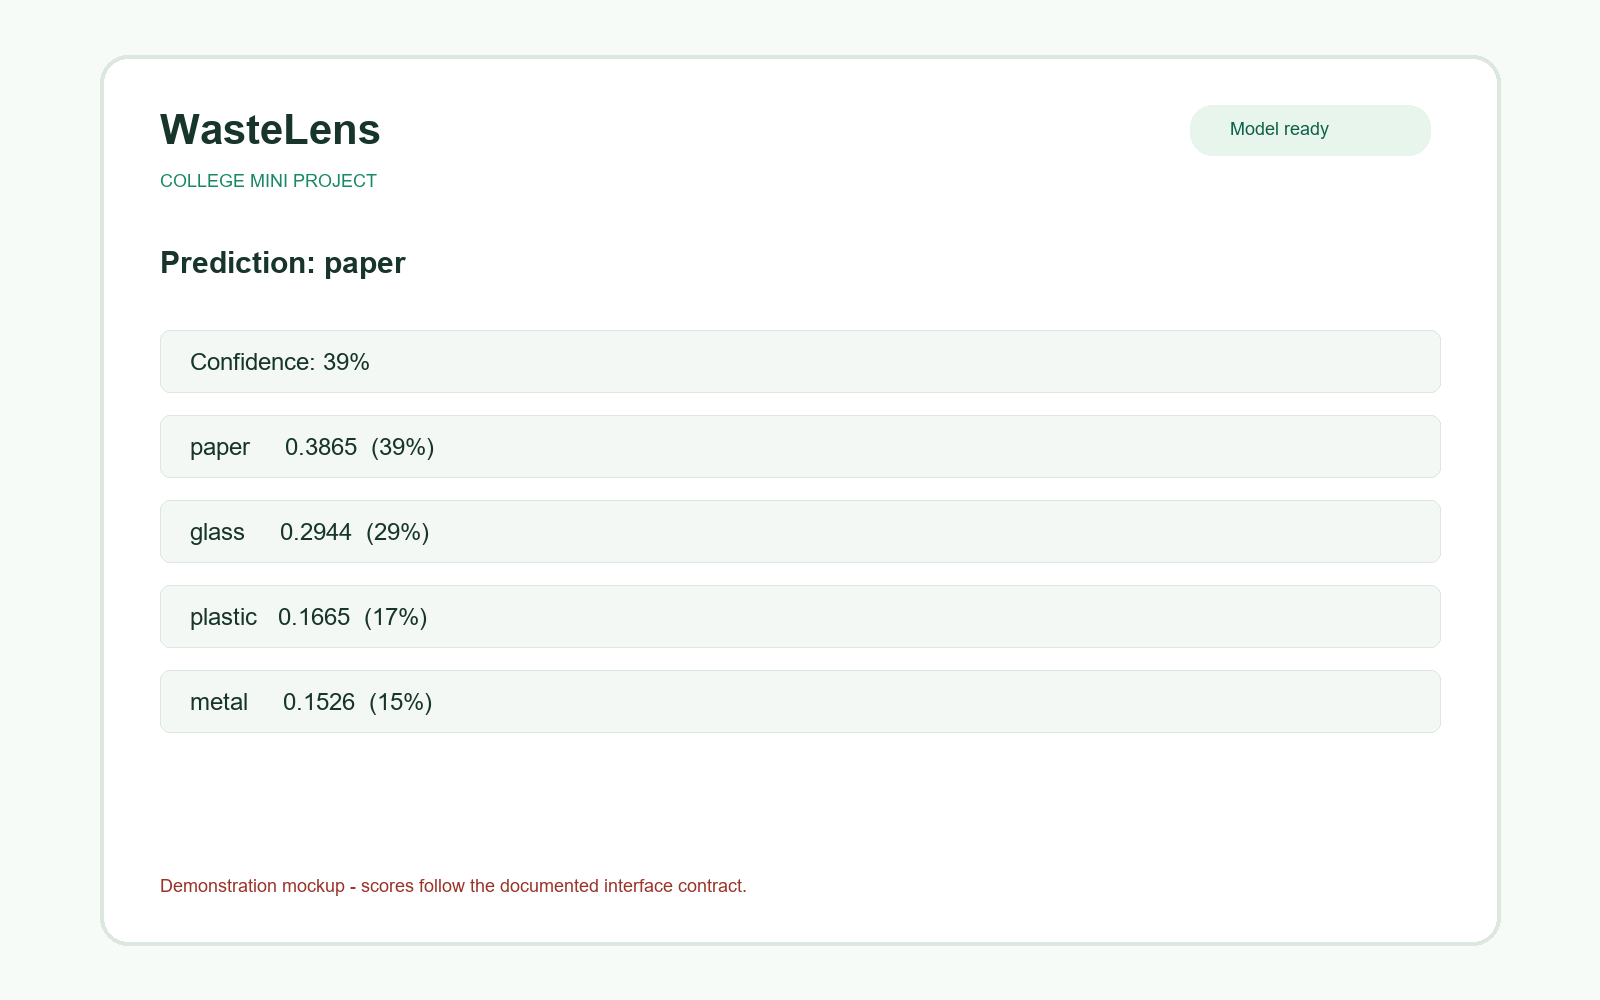 WasteLens
Model ready
COLLEGE MINI PROJECT
Prediction: paper
Confidence: 39%
paper 0.3865 (39%)
glass 0.2944 (29%)
plastic 0.1665 (17%)
metal 0.1526 (15%)
Demonstration mockup - scores follow the documented interface contract.